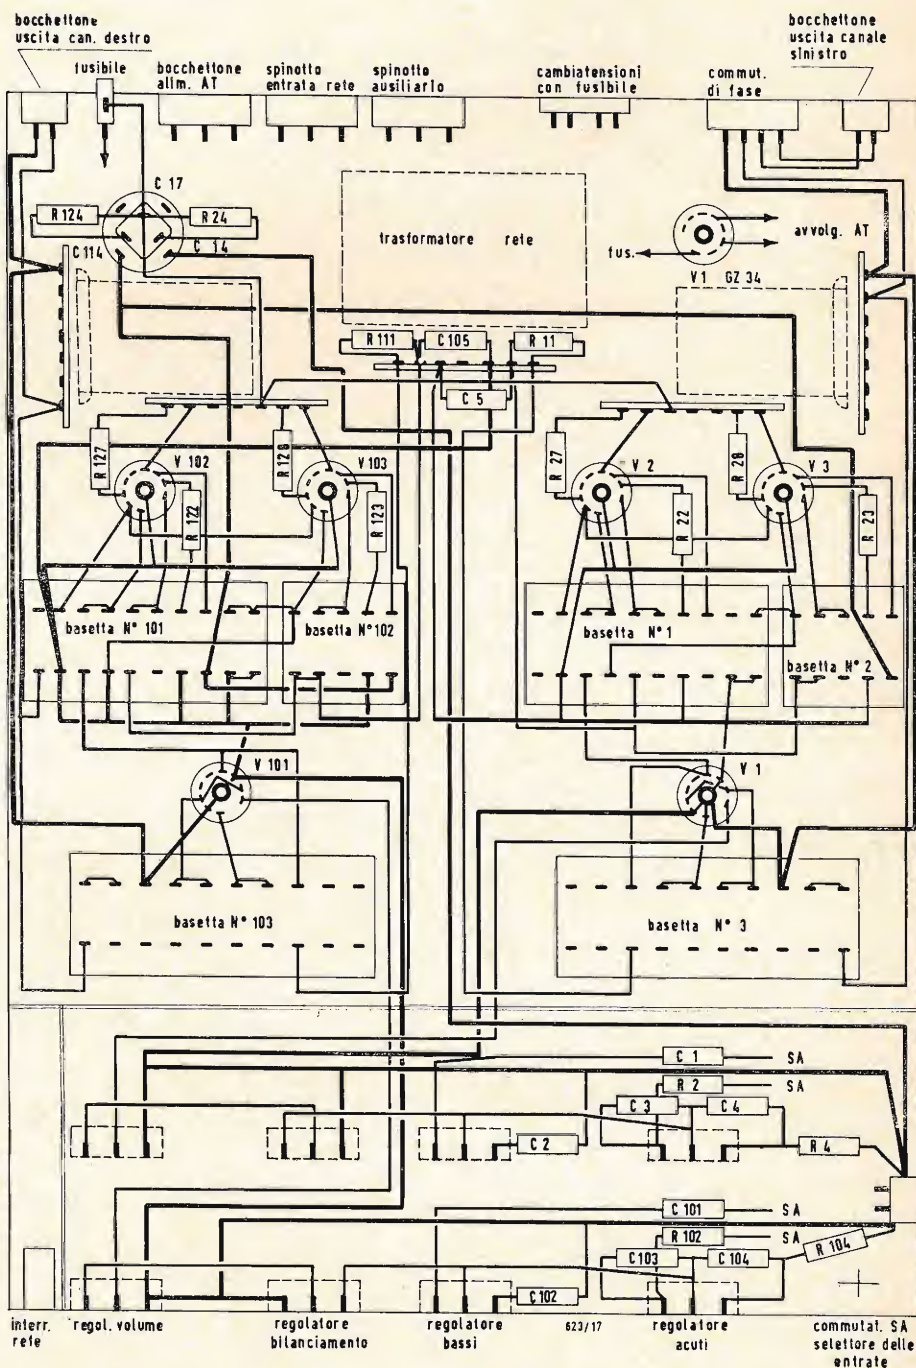 bocchettone
uscita can. destro
fusibile
bocchettone
alim. AT
spinotto
entrata rete
spinotto
ausiliario
cambiatensioni
con fusibile
commut.
di fase
bocchettone
uscita canale
sinistro
C 17
R 124
R 24
C 114
C 14
trasformatore rete
fus.
avvolg. AT
V1 GZ 34
R 111
C 105
R 11
C 5
R 127
V 102
R 122
R 126
V 103
R 123
R 27
V 2
R 22
R 26
V 3
R 23
basetta N° 101
basetta N° 102
basetta N° 1
basetta N° 2
V 101
V 1
basetta N° 103
basetta N° 3
C 1
SA
R 2
SA
C 3
C 4
C 2
R 4
C 101
SA
R 102
SA
C 103
C 104
R 104
C 102
interr.
rete
regol. volume
regolatore
bilanciamento
regolatore
bassi
623/17
regolatore
acuti
commutat. SA
selettore delle
entrate